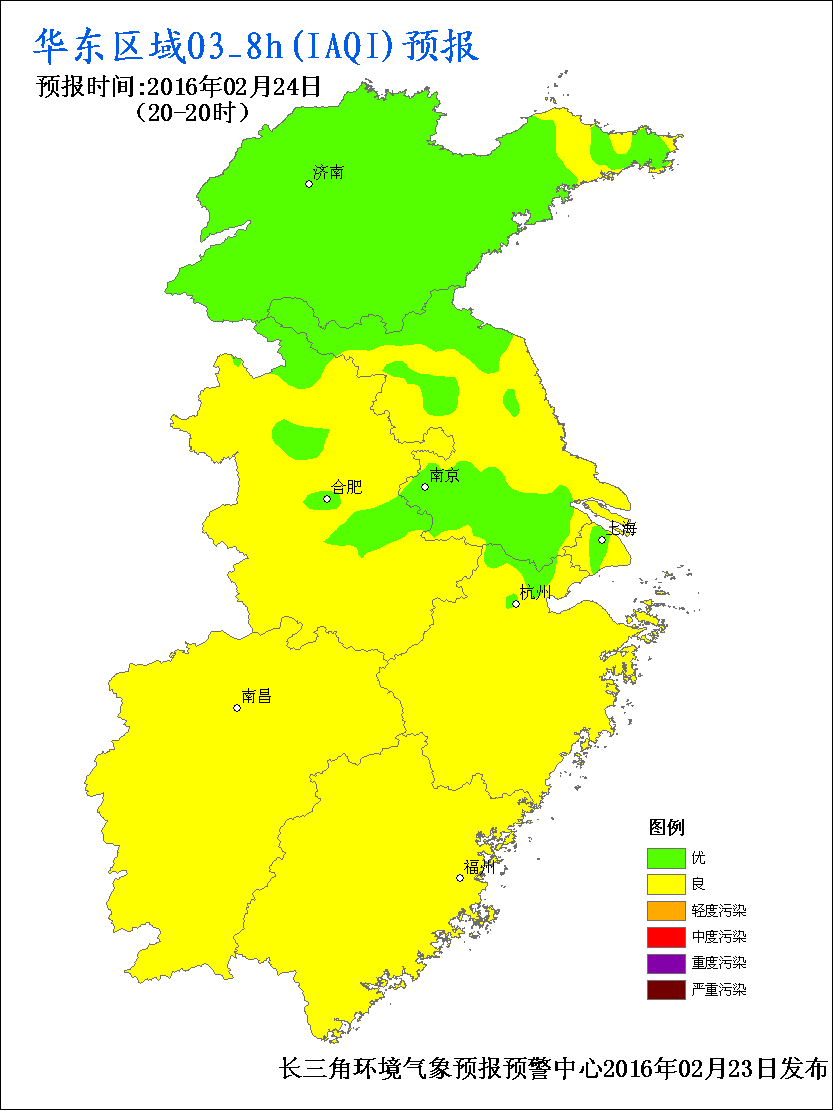 华东区域O3_8h(IAQI)预报
预报时间:2016年02月24日
（20-20时）
济南
南京
合肥
上海
杭州
南昌
福州
图例
优
良
轻度污染
中度污染
重度污染
严重污染
长三角环境气象预报预警中心2016年02月23日发布